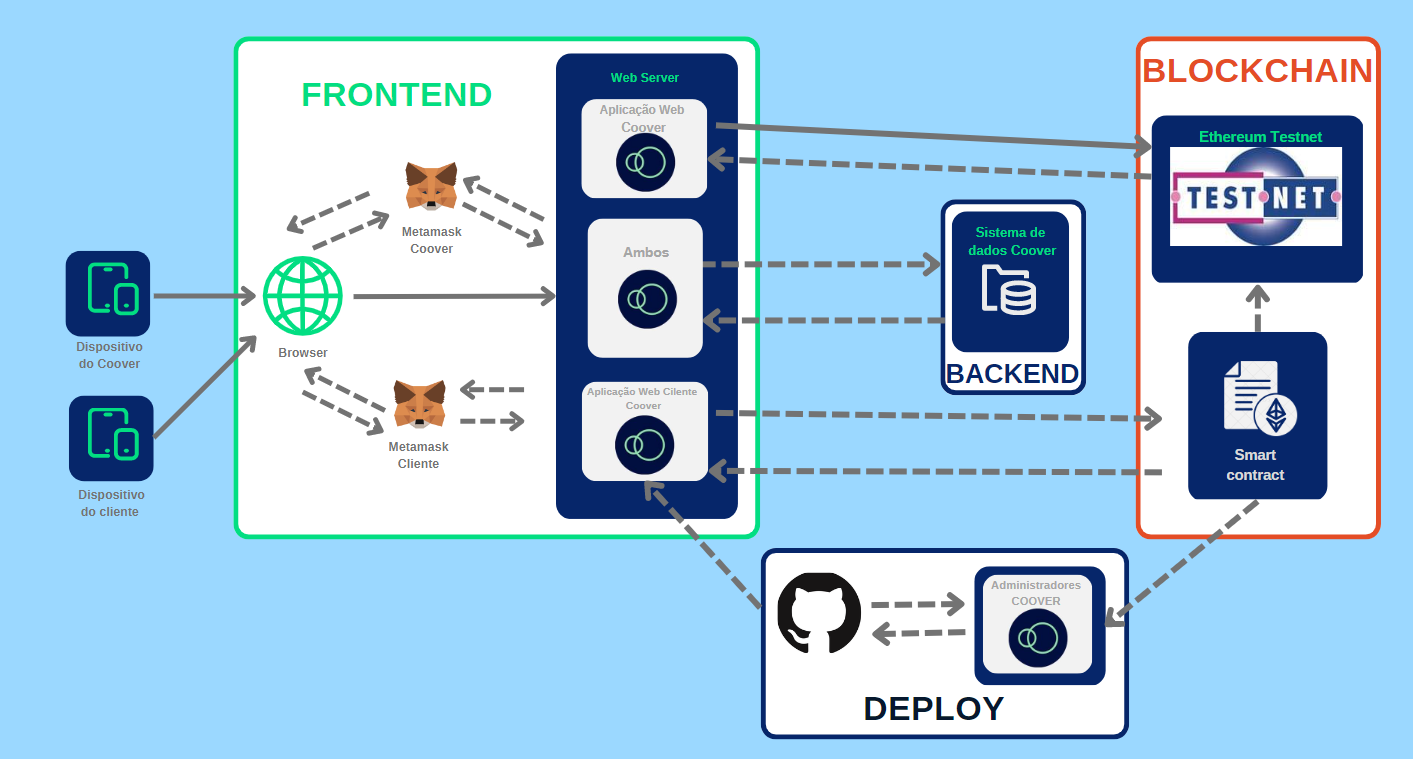 FRONTEND
Web Server
Aplicação Web
Coover
Metamask
Coover
Ambos
Browser
Dispositivo
do Coover
Dispositivo
do cliente
Metamask
Cliente
Aplicação Web Cilente
Coover
Sistema de
dados Coover
BACKEND
BLOCKCHAIN
Ethereum Testnet
TEST NET
Smart
contract
Administradores
COOVER
DEPLOY